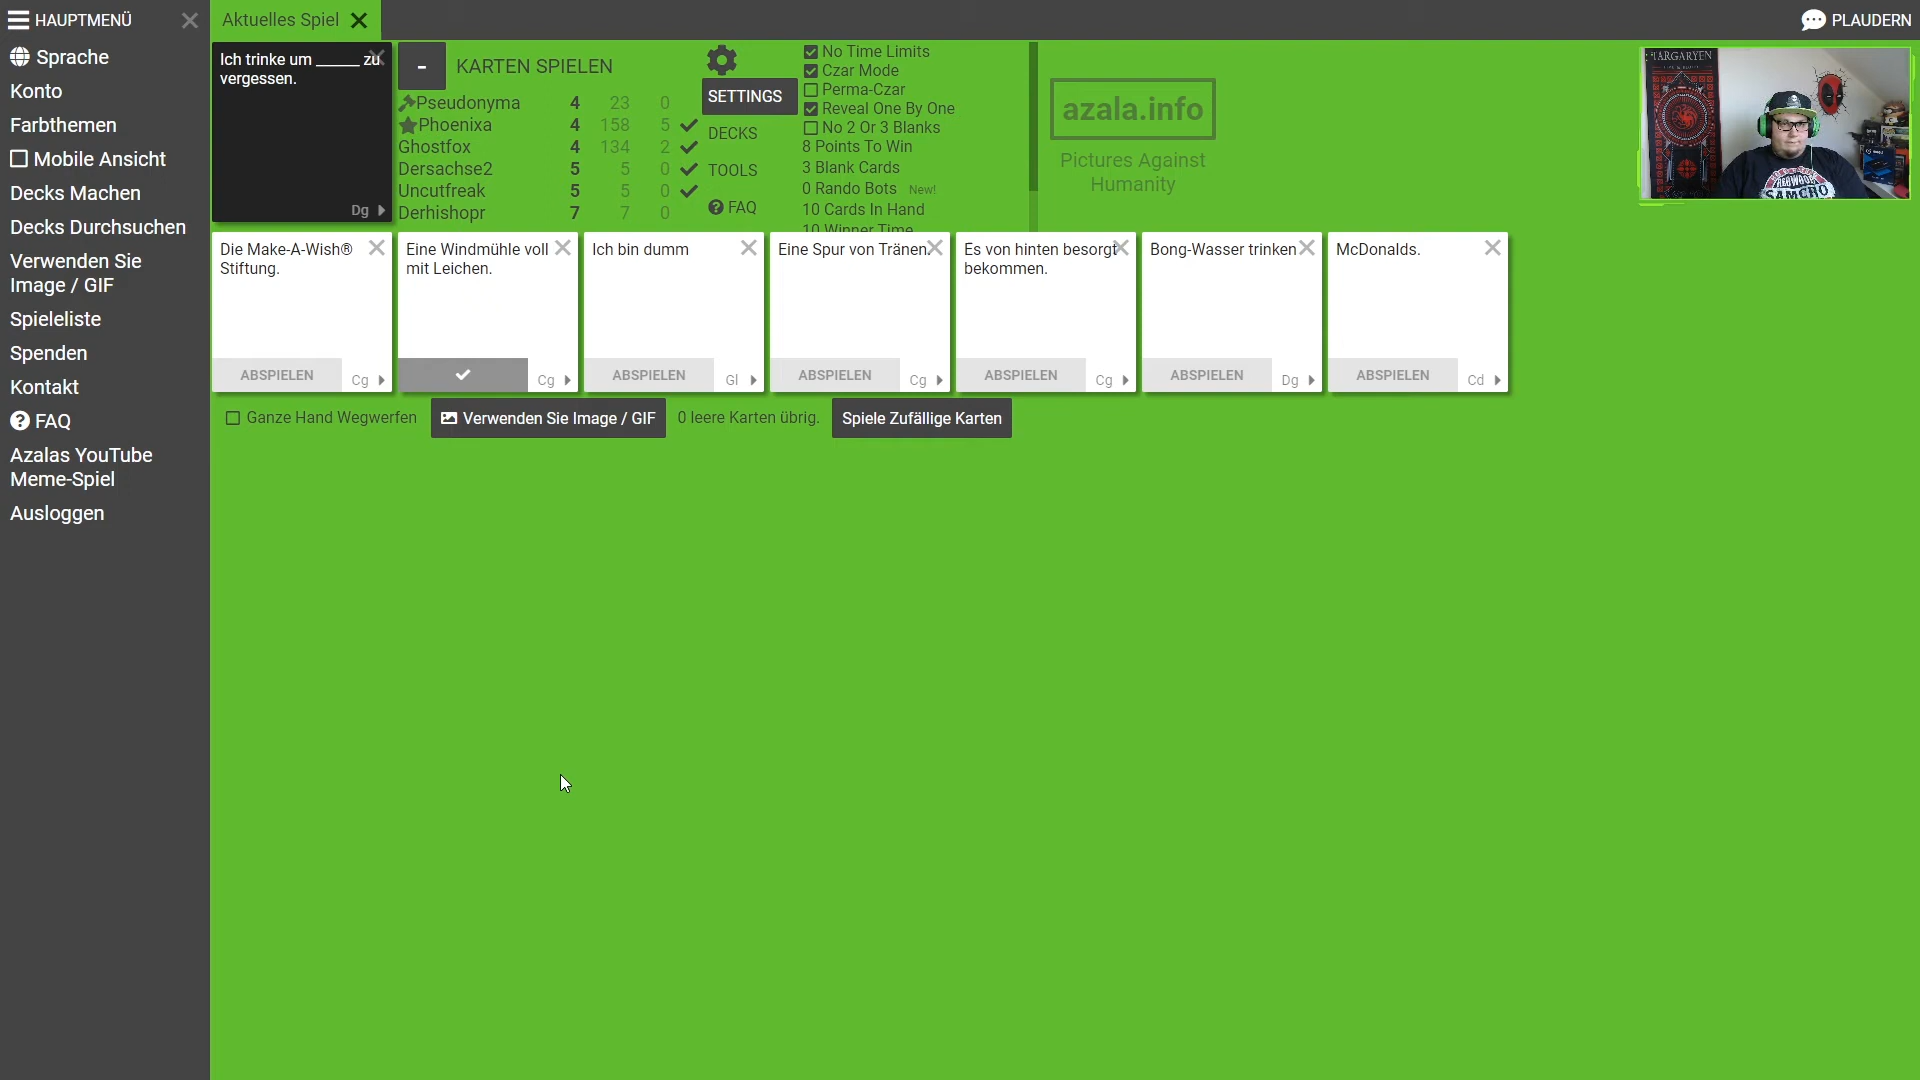 HAUPTMENÜ
Sprache
Konto
Farbthemen
Mobile Ansicht
Decks Machen
Decks Durchsuchen
Verwenden Sie
Image / GIF
Spieleliste
Spenden
Kontakt
FAQ
Azalas YouTube
Meme-Spiel
Ausloggen
Aktuelles Spiel
PLAUDERN
Ich trinke um _____ zu
vergessen.
Dg
-
KARTEN SPIELEN
Pseudonyma 4 23 0
Phoenixa 4 158 5
Ghostfox 4 134 2
Dersachse2 5 5 0
Uncutfreak 5 5 0
Derhishopr 7 7 0
SETTINGS
DECKS
TOOLS
FAQ
No Time Limits
Czar Mode
Perma-Czar
Reveal One By One
No 2 Or 3 Blanks
8 Points To Win
3 Blank Cards
0 Rando Bots New!
10 Cards In Hand
10 Winner Time
azala.info
Pictures Against
Humanity
TARGARYEN
REDWOOD
SAMCRO
Die Make-A-Wish®
Stiftung.
ABSPIELEN
Cg
Eine Windmühle voll
mit Leichen.
Cg
Ich bin dumm
ABSPIELEN
Gl
Eine Spur von Tränen.
ABSPIELEN
Cg
Es von hinten besorgt
bekommen.
ABSPIELEN
Cg
Bong-Wasser trinken
ABSPIELEN
Dg
McDonalds.
ABSPIELEN
Cd
Ganze Hand Wegwerfen
Verwenden Sie Image / GIF
0 leere Karten übrig.
Spiele Zufällige Karten